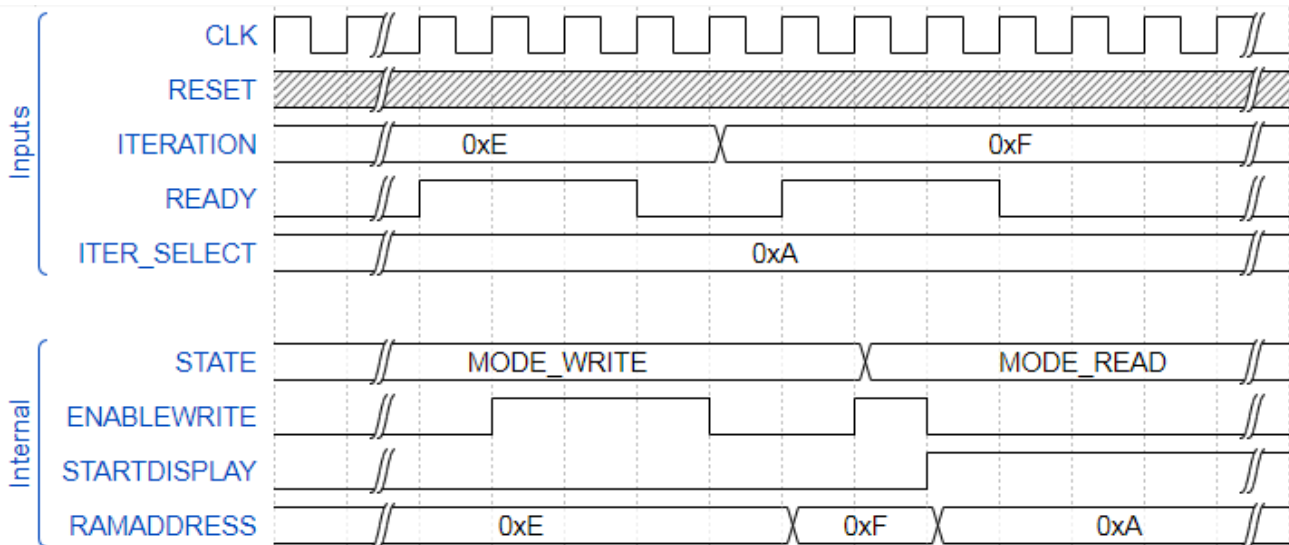 Inputs
CLK
RESET
ITERATION 0xE 0xF
READY
ITER_SELECT 0xA
Internal
STATE MODE_WRITE MODE_READ
ENABLEWRITE
STARTDISPLAY
RAMADDRESS 0xE 0xF 0xA